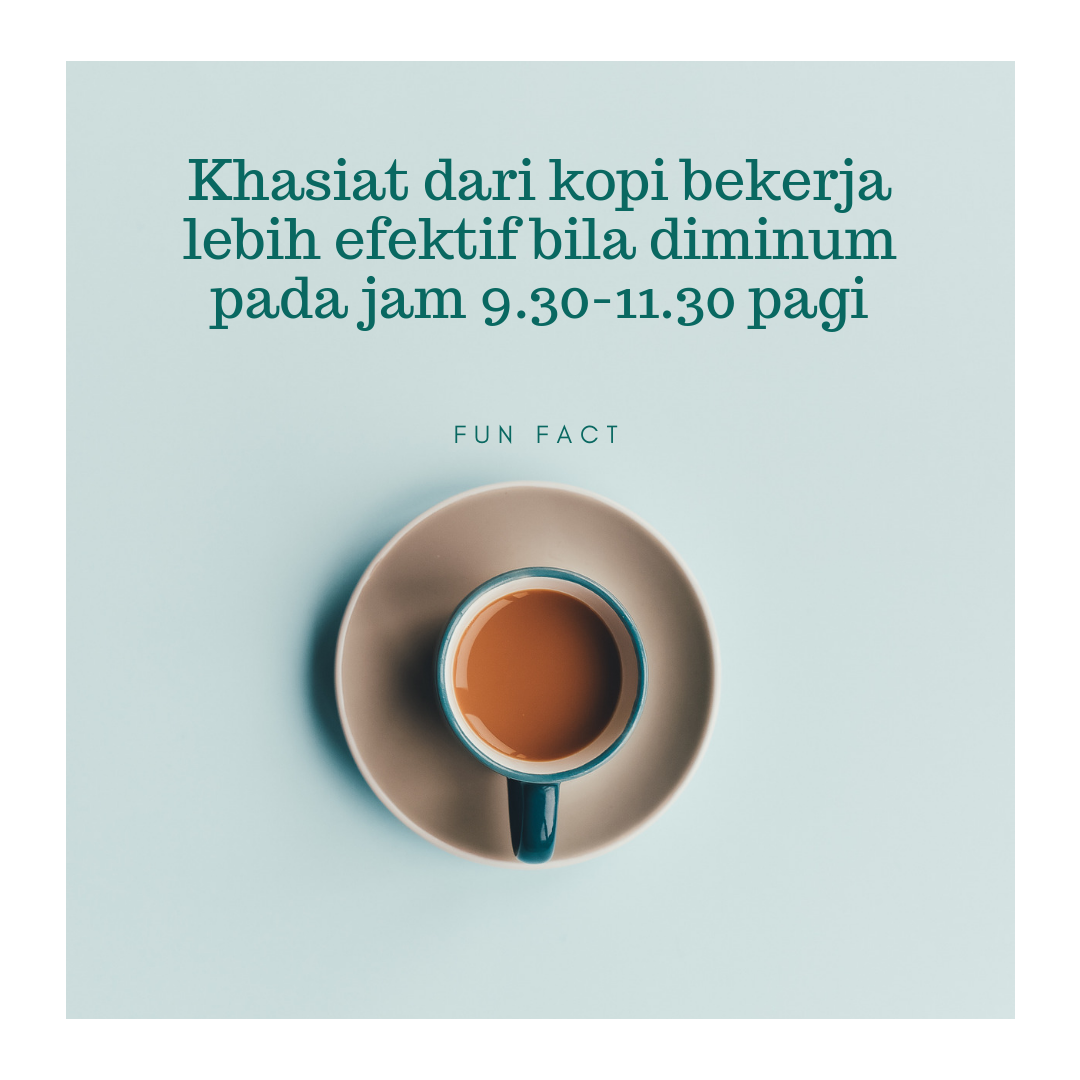 Khasiat dari kopi bekerja
lebih efektif bila diminum
pada jam 9.30-11.30 pagi
FUN FACT